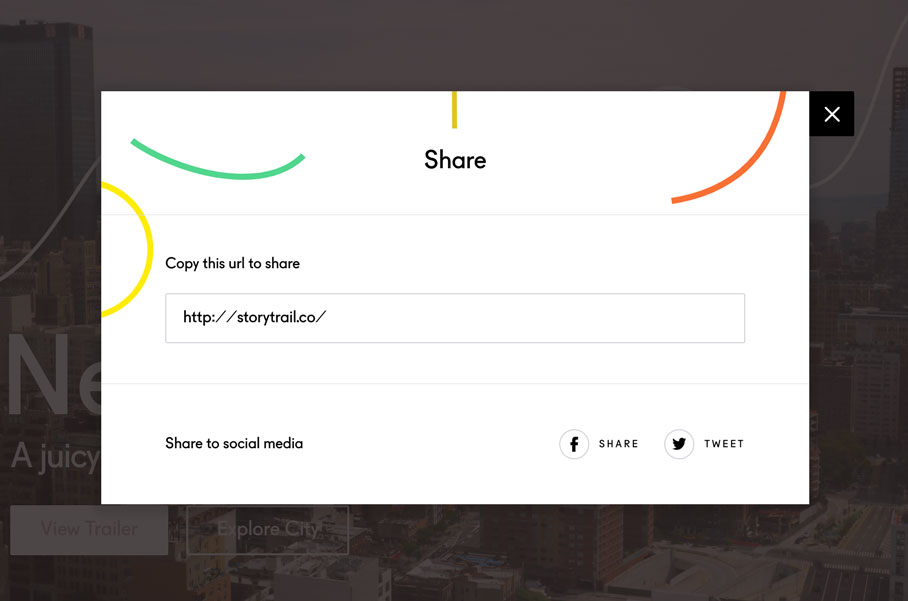 Share
Copy this url to share
http://storytrail.co/
Share to social media
SHARE
TWEET
Ne
A juicy
View Trailer
Explore City